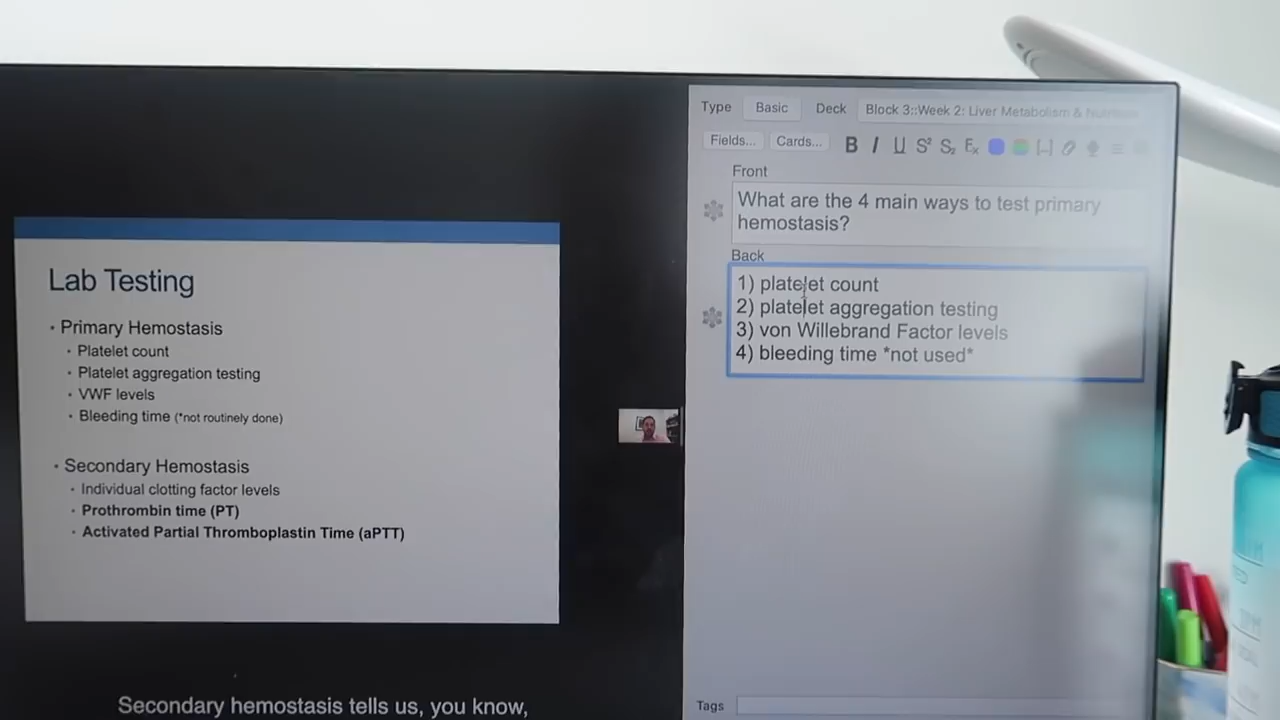 Lab Testing
• Primary Hemostasis
• Platelet count
• Platelet aggregation testing
• VWF levels
• Bleeding time (*not routinely done)
• Secondary Hemostasis
• Individual clotting factor levels
• Prothrombin time (PT)
• Activated Partial Thromboplastin Time (aPTT)
Secondary hemostasis tells us, you know,
Type Basic Deck Block 3::Week 2: Liver Metabolism &
Fields... Cards... B I U S² S₂ Eₓ
Front
What are the 4 main ways to test primary
hemostasis?
Back
1) platelet count
2) platelet aggregation testing
3) von Willebrand Factor levels
4) bleeding time *not used*
Tags